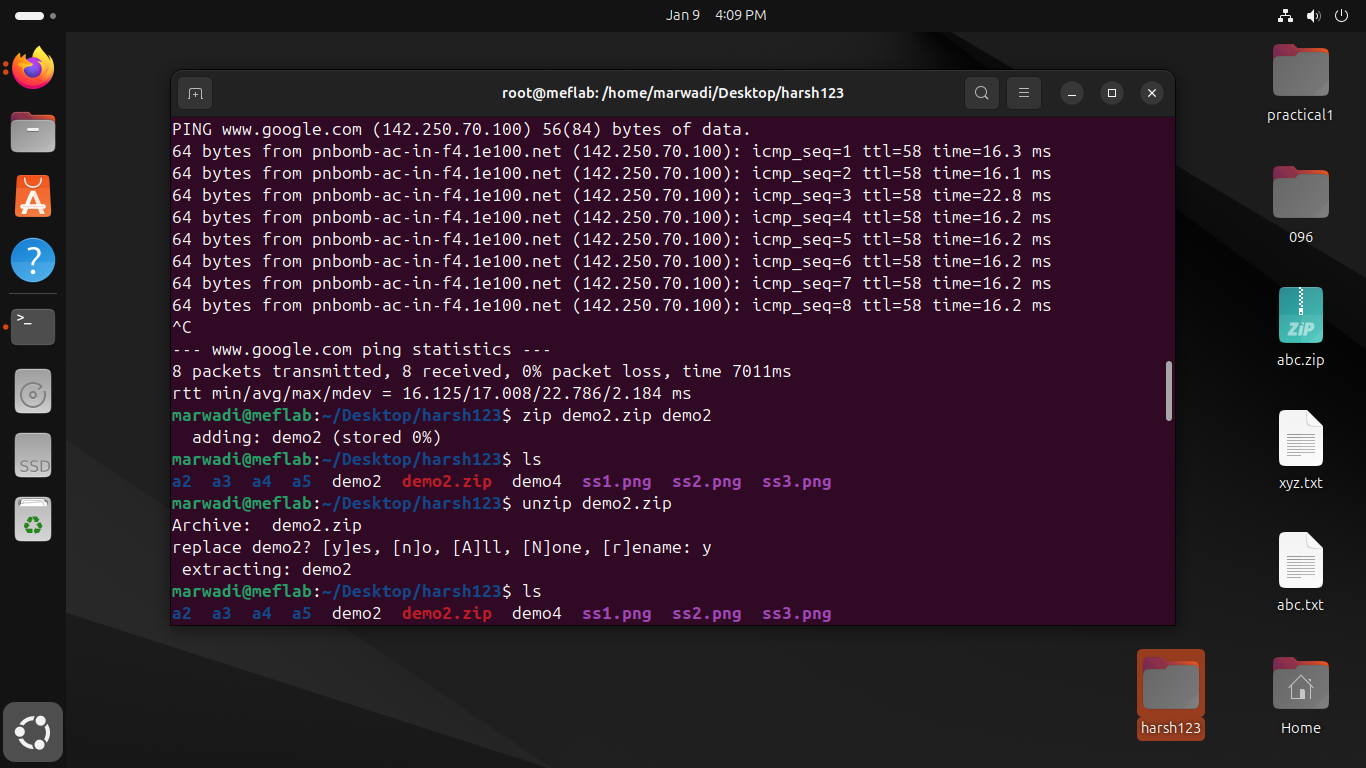 Jan 9 4:09 PM
root@meflab: /home/marwadi/Desktop/harsh123
PING www.google.com (142.250.70.100) 56(84) bytes of data.
64 bytes from pnbomb-ac-in-f4.1e100.net (142.250.70.100): icmp_seq=1 ttl=58 time=16.3 ms
64 bytes from pnbomb-ac-in-f4.1e100.net (142.250.70.100): icmp_seq=2 ttl=58 time=16.1 ms
64 bytes from pnbomb-ac-in-f4.1e100.net (142.250.70.100): icmp_seq=3 ttl=58 time=22.8 ms
64 bytes from pnbomb-ac-in-f4.1e100.net (142.250.70.100): icmp_seq=4 ttl=58 time=16.2 ms
64 bytes from pnbomb-ac-in-f4.1e100.net (142.250.70.100): icmp_seq=5 ttl=58 time=16.2 ms
64 bytes from pnbomb-ac-in-f4.1e100.net (142.250.70.100): icmp_seq=6 ttl=58 time=16.2 ms
64 bytes from pnbomb-ac-in-f4.1e100.net (142.250.70.100): icmp_seq=7 ttl=58 time=16.2 ms
64 bytes from pnbomb-ac-in-f4.1e100.net (142.250.70.100): icmp_seq=8 ttl=58 time=16.2 ms
^C
--- www.google.com ping statistics ---
8 packets transmitted, 8 received, 0% packet loss, time 7011ms
rtt min/avg/max/mdev = 16.125/17.008/22.786/2.184 ms
marwadi@meflab:~/Desktop/harsh123$ zip demo2.zip demo2
  adding: demo2 (stored 0%)
marwadi@meflab:~/Desktop/harsh123$ ls
a2  a3  a4  a5  demo2  demo2.zip  demo4  ss1.png  ss2.png  ss3.png
marwadi@meflab:~/Desktop/harsh123$ unzip demo2.zip
Archive:  demo2.zip
replace demo2? [y]es, [n]o, [A]ll, [N]one, [r]ename: y
 extracting: demo2
marwadi@meflab:~/Desktop/harsh123$ ls
a2  a3  a4  a5  demo2  demo2.zip  demo4  ss1.png  ss2.png  ss3.png
practical1
096
ZiP
abc.zip
xyz.txt
abc.txt
harsh123
Home
?
>_
SSD